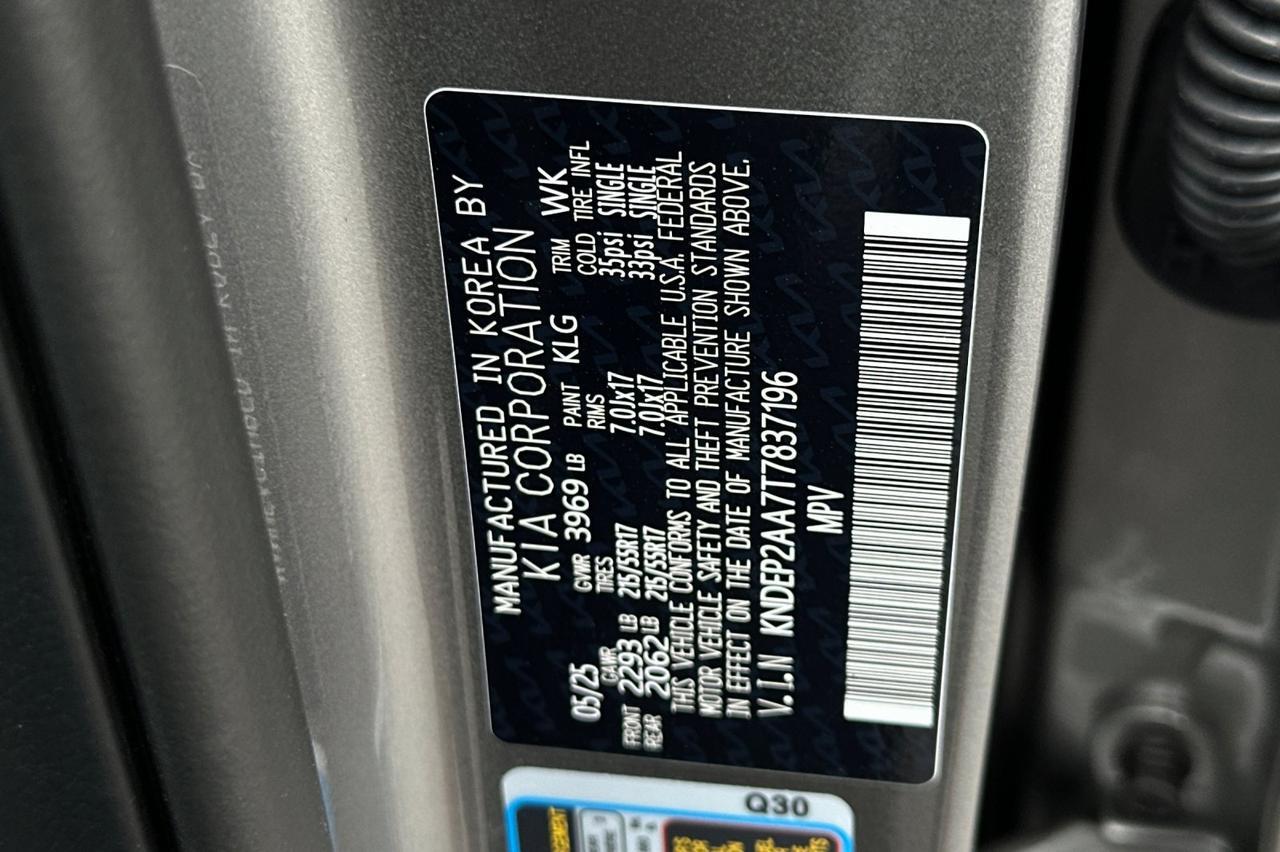 MANUFACTURED IN KOREA BY
KIA CORPORATION
05/25 GVWR 3969 LB PAINT KLG TRIM WK
GAWR TIRES RIMS COLD TIRE INFL
FRONT 2293 LB 215/55R17 7.0Jx17 35psi SINGLE
REAR 2062 LB 215/55R17 7.0Jx17 33psi SINGLE
THIS VEHICLE CONFORMS TO ALL APPLICABLE U.S.A. FEDERAL
MOTOR VEHICLE SAFETY AND THEFT PREVENTION STANDARDS
IN EFFECT ON THE DATE OF MANUFACTURE SHOWN ABOVE.
V.I.N KNDEP2AA7T7837196
MPV
Q30